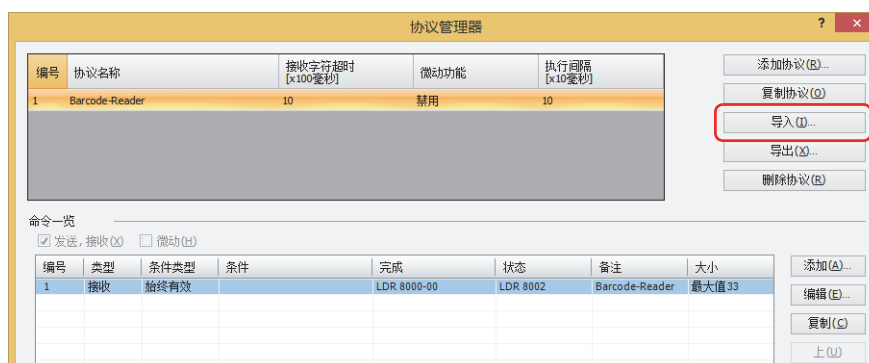 协议管理器
?
×
编号 协议名称 接收字符超时 [x100毫秒] 微动功能 执行间隔 [x10毫秒]
1 Barcode-Reader 10 禁用 10
添加协议(R)...
复制协议(O)
导入(I)...
导出(X)...
删除协议(R)
命令一览
发送,接收(X) 微动(H)
编号 类型 条件类型 条件 完成 状态 备注 大小
1 接收 始终有效 LDR 8000-00 LDR 8002 Barcode-Reader 最大值33
添加(A)...
编辑(E)...
复制(C)
上(U)